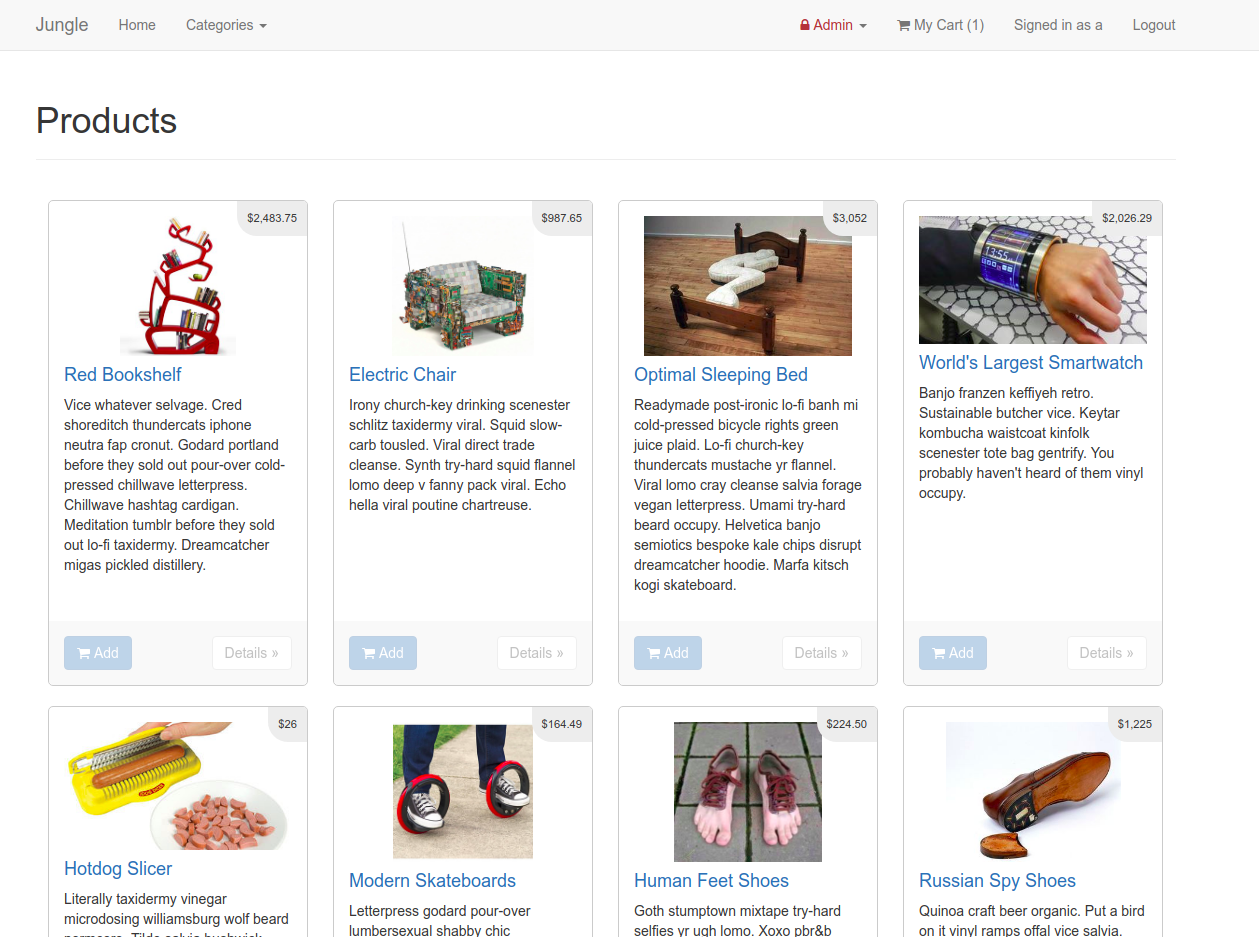 Jungle Home Categories Admin My Cart (1) Signed in as a Logout
Products
$2,483.75
Red Bookshelf
Vice whatever selvage. Cred
shoreditch thundercats iphone
neutra fap cronut. Godard portland
before they sold out pour-over cold-
pressed chillwave letterpress.
Chillwave hashtag cardigan.
Meditation tumblr before they sold
out lo-fi taxidermy. Dreamcatcher
migas pickled distillery.
Add Details »
$987.65
Electric Chair
Irony church-key drinking scenester
schlitz taxidermy viral. Squid slow-
carb tousled. Viral direct trade
cleanse. Synth try-hard squid flannel
lomo deep v fanny pack viral. Echo
hella viral poutine chartreuse.
Add Details »
$3,052
Optimal Sleeping Bed
Readymade post-ironic lo-fi banh mi
cold-pressed bicycle rights green
juice plaid. Lo-fi church-key
thundercats mustache yr flannel.
Viral lomo cray cleanse salvia forage
vegan letterpress. Umami try-hard
beard occupy. Helvetica banjo
semiotics bespoke kale chips disrupt
dreamcatcher hoodie. Marfa kitsch
kogi skateboard.
Add Details »
$2,026.29
13:55
World's Largest Smartwatch
Banjo franzen keffiyeh retro.
Sustainable butcher vice. Keytar
kombucha waistcoat kinfolk
scenester tote bag gentrify. You
probably haven't heard of them vinyl
occupy.
Add Details »
$26
Hotdog Slicer
Literally taxidermy vinegar
microdosing williamsburg wolf beard
$164.49
Modern Skateboards
Letterpress godard pour-over
lumbersexual shabby chic
$224.50
Human Feet Shoes
Goth stumptown mixtape try-hard
selfies yr ugh lomo. Xoxo pbr&b
$1,225
Russian Spy Shoes
Quinoa craft beer organic. Put a bird
on it vinyl ramps offal vice salvia.